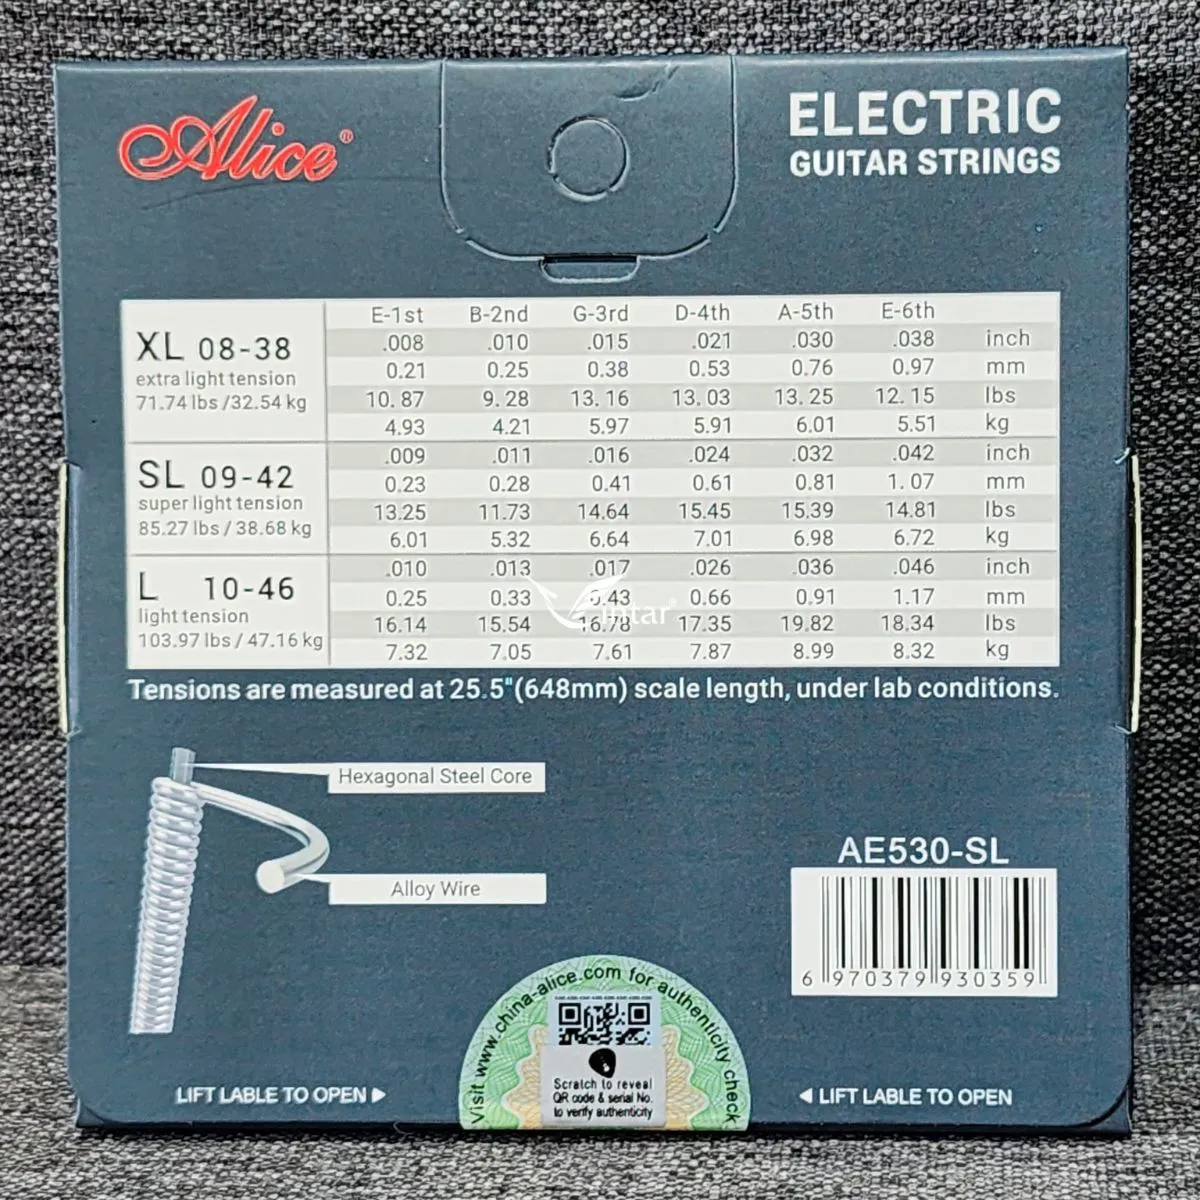 Alice®
ELECTRIC
GUITAR STRINGS
E-1st B-2nd G-3rd D-4th A-5th E-6th
XL 08-38
extra light tension
71.74 lbs /32.54 kg
.008 .010 .015 .021 .030 .038 inch
0.21 0.25 0.38 0.53 0.76 0.97 mm
10.87 9.28 13.16 13.03 13.25 12.15 lbs
4.93 4.21 5.97 5.91 6.01 5.51 kg
SL 09-42
super light tension
85.27 lbs / 38.68 kg
.009 .011 .016 .024 .032 .042 inch
0.23 0.28 0.41 0.61 0.81 1.07 mm
13.25 11.73 14.64 15.45 15.39 14.81 lbs
6.01 5.32 6.64 7.01 6.98 6.72 kg
L 10-46
light tension
103.97 lbs / 47.16 kg
.010 .013 .017 .026 .036 .046 inch
0.25 0.33 0.43 0.66 0.91 1.17 mm
16.14 15.54 16.78 17.35 19.82 18.34 lbs
7.32 7.05 7.61 7.87 8.99 8.32 kg
Tensions are measured at 25.5"(648mm) scale length, under lab conditions.
Hexagonal Steel Core
Alloy Wire
AE530-SL
6 970379 930359
Visit www.china-alice.com for authenticity check
Scratch to reveal
QR code & serial No.
to verify authenticity
LIFT LABLE TO OPEN
LIFT LABLE TO OPEN